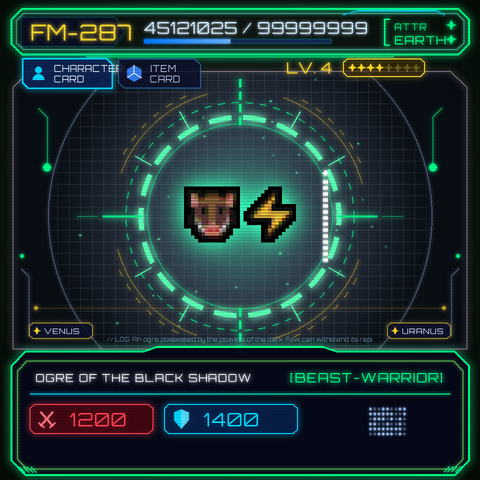 FM-287
45121025 / 99999999
ATTR
EARTH
CHARACTER
CARD
ITEM
CARD
LV.4
VENUS
URANUS
// LOG: An ogre possessed by the powers of the dark. Few can withstand its rapi
OGRE OF THE BLACK SHADOW
[BEAST-WARRIOR]
1200
1400